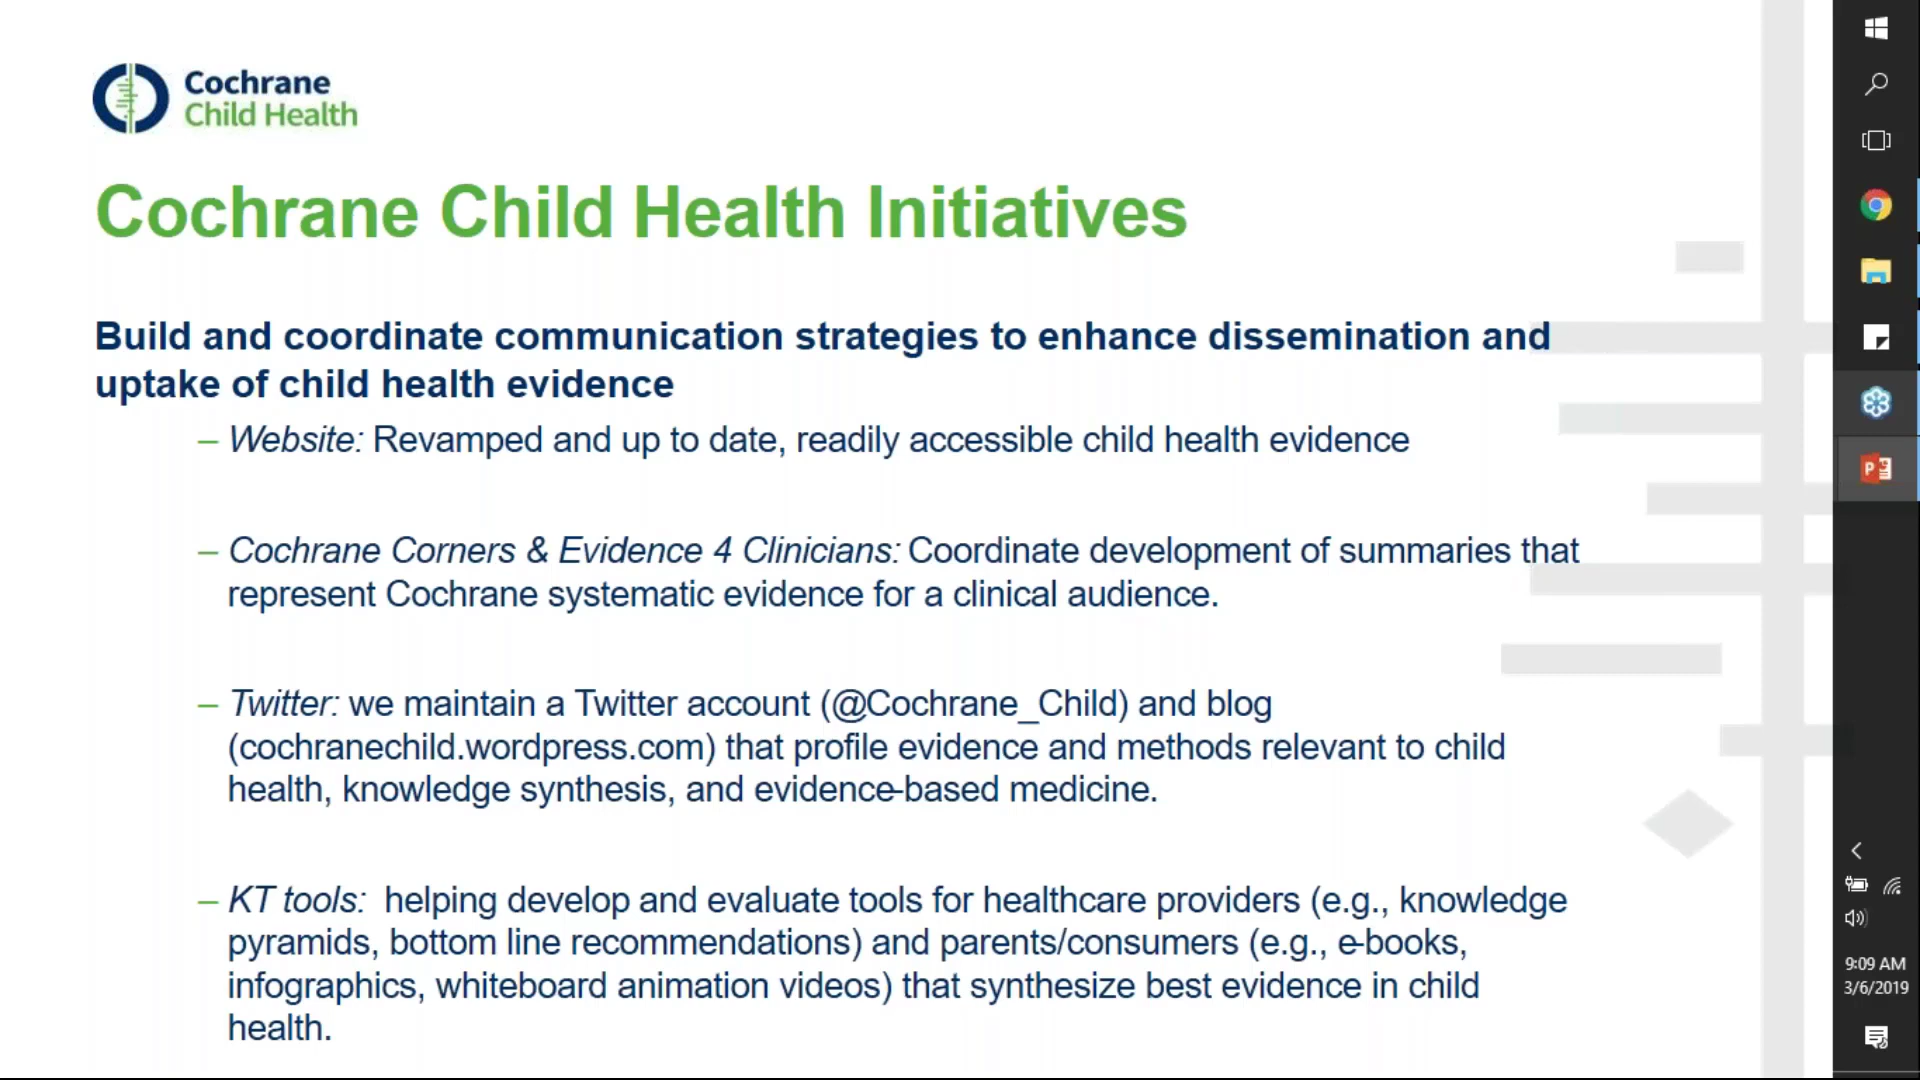 Cochrane
Child Health
Cochrane Child Health Initiatives
Build and coordinate communication strategies to enhance dissemination and
uptake of child health evidence
– Website: Revamped and up to date, readily accessible child health evidence
– Cochrane Corners & Evidence 4 Clinicians: Coordinate development of summaries that
represent Cochrane systematic evidence for a clinical audience.
– Twitter: we maintain a Twitter account (@Cochrane_Child) and blog
(cochranechild.wordpress.com) that profile evidence and methods relevant to child
health, knowledge synthesis, and evidence-based medicine.
– KT tools:  helping develop and evaluate tools for healthcare providers (e.g., knowledge
pyramids, bottom line recommendations) and parents/consumers (e.g., e-books,
infographics, whiteboard animation videos) that synthesize best evidence in child
health.
9:09 AM
3/6/2019